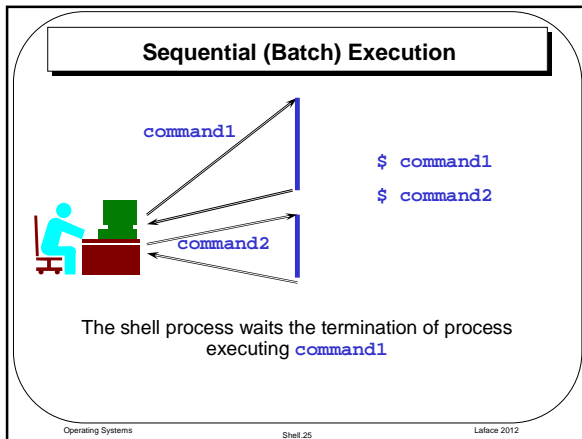 Sequential (Batch) Execution
command1
$ command1
$ command2
command2
The shell process waits the termination of process
executing command1
Operating Systems
Shell.25
Laface 2012